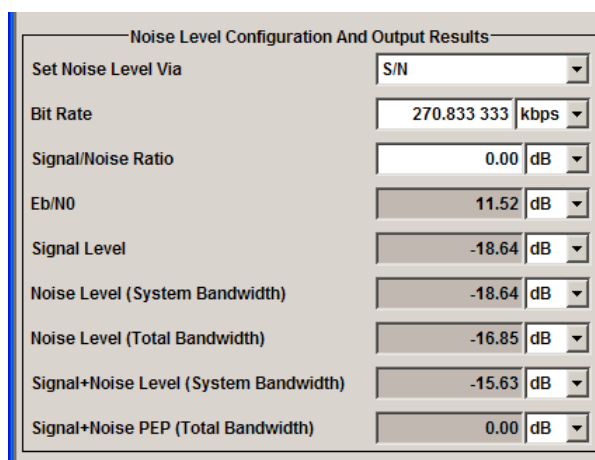 Noise Level Configuration And Output Results
Set Noise Level Via S/N
Bit Rate 270.833 333 kbps
Signal/Noise Ratio 0.00 dB
Eb/N0 11.52 dB
Signal Level -18.64 dB
Noise Level (System Bandwidth) -18.64 dB
Noise Level (Total Bandwidth) -16.85 dB
Signal+Noise Level (System Bandwidth) -15.63 dB
Signal+Noise PEP (Total Bandwidth) 0.00 dB